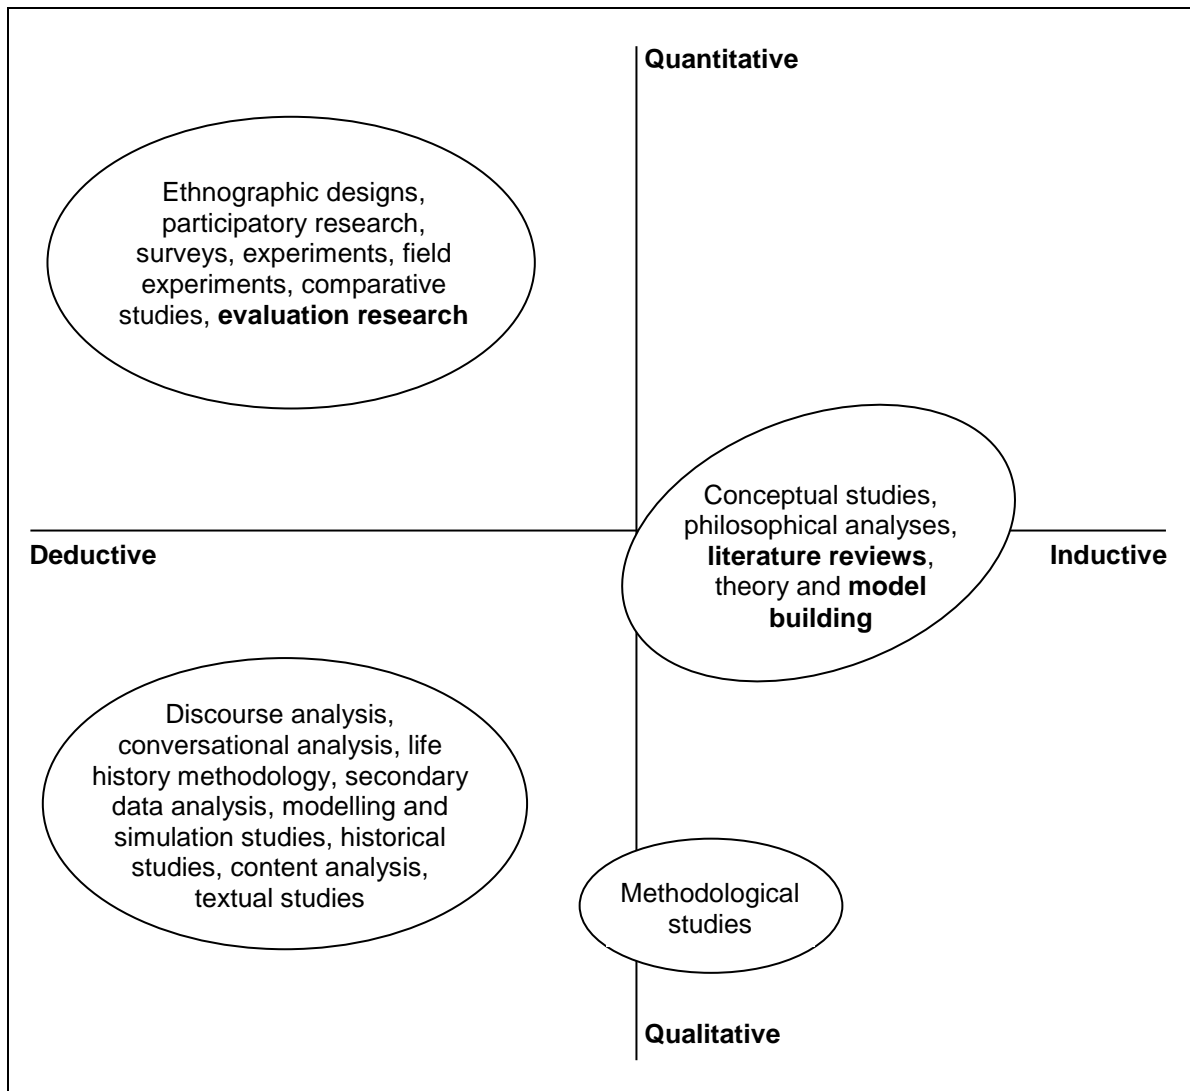 Quantitative
Ethnographic designs,
participatory research,
surveys, experiments, field
experiments, comparative
studies, evaluation research
Conceptual studies,
philosophical analyses,
literature reviews,
theory and model
building
Deductive
Inductive
Discourse analysis,
conversational analysis, life
history methodology, secondary
data analysis, modelling and
simulation studies, historical
studies, content analysis,
textual studies
Methodological
studies
Qualitative